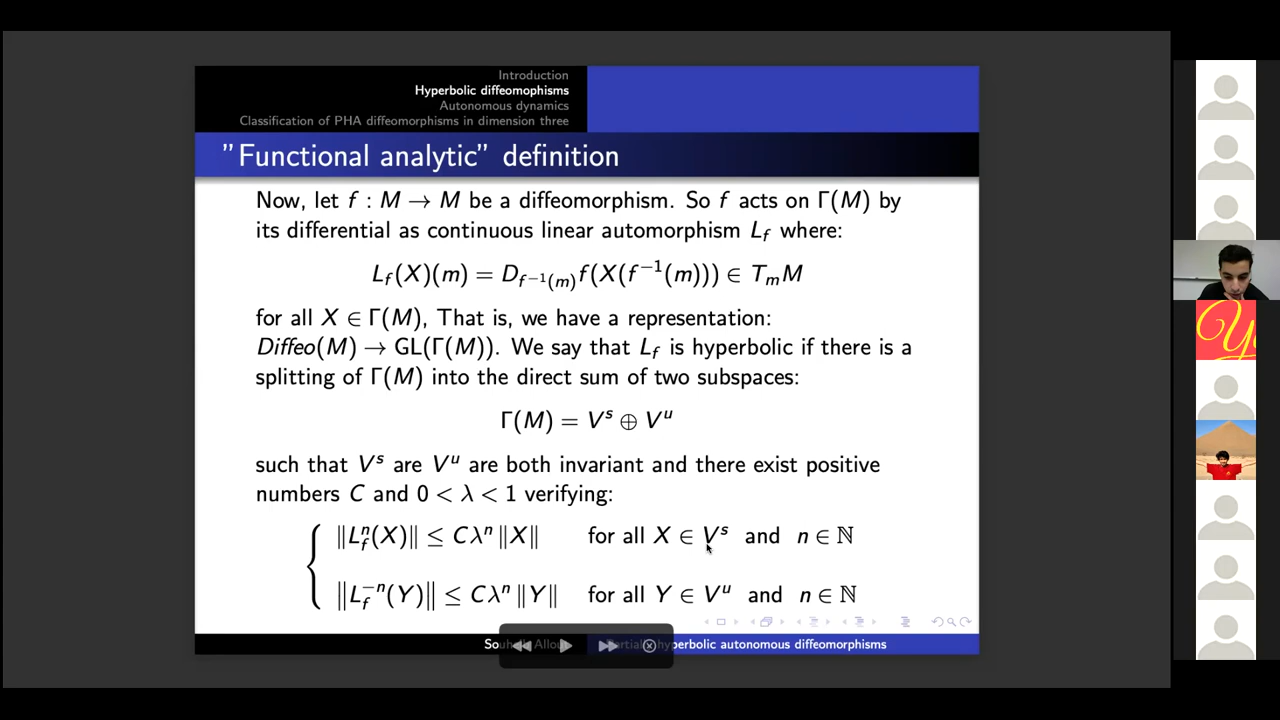 Introduction
Hyperbolic diffeomophisms
Autonomous dynamics
Classification of PHA diffeomorphisms in dimension three
”Functional analytic” definition
Now, let f : M → M be a diffeomorphism. So f acts on Γ(M) by
its differential as continuous linear automorphism L_f where:
L_f(X)(m) = D_{f^{-1}(m)}f(X(f^{-1}(m))) ∈ T_mM
for all X ∈ Γ(M), That is, we have a representation:
Diffeo(M) → GL(Γ(M)). We say that L_f is hyperbolic if there is a
splitting of Γ(M) into the direct sum of two subspaces:
Γ(M) = V^s ⊕ V^u
such that V^s are V^u are both invariant and there exist positive
numbers C and 0 < λ < 1 verifying:
‖L_f^n(X)‖ ≤ Cλ^n ‖X‖ for all X ∈ V^s and n ∈ ℕ
‖L_f^{-n}(Y)‖ ≤ Cλ^n ‖Y‖ for all Y ∈ V^u and n ∈ ℕ
hyperbolic autonomous diffeomorphisms